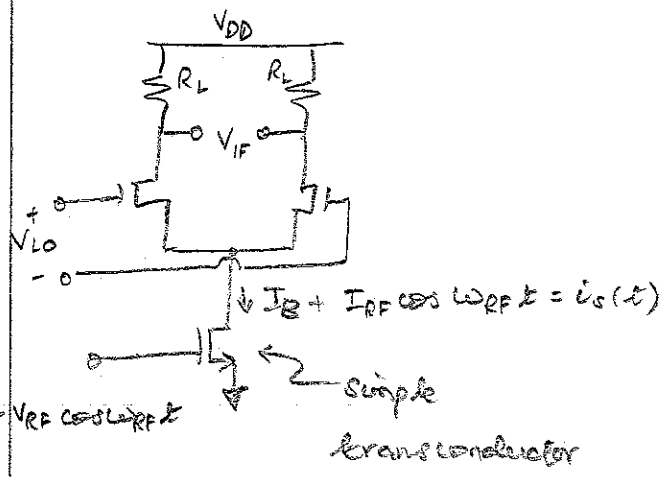 V_DD
R_L R_L
V_IF
+
V_LO
-
↓ I_B + I_RF cos ω_RF t = i_s(t)
simple
V_RF cos ω_RF t
transconductor